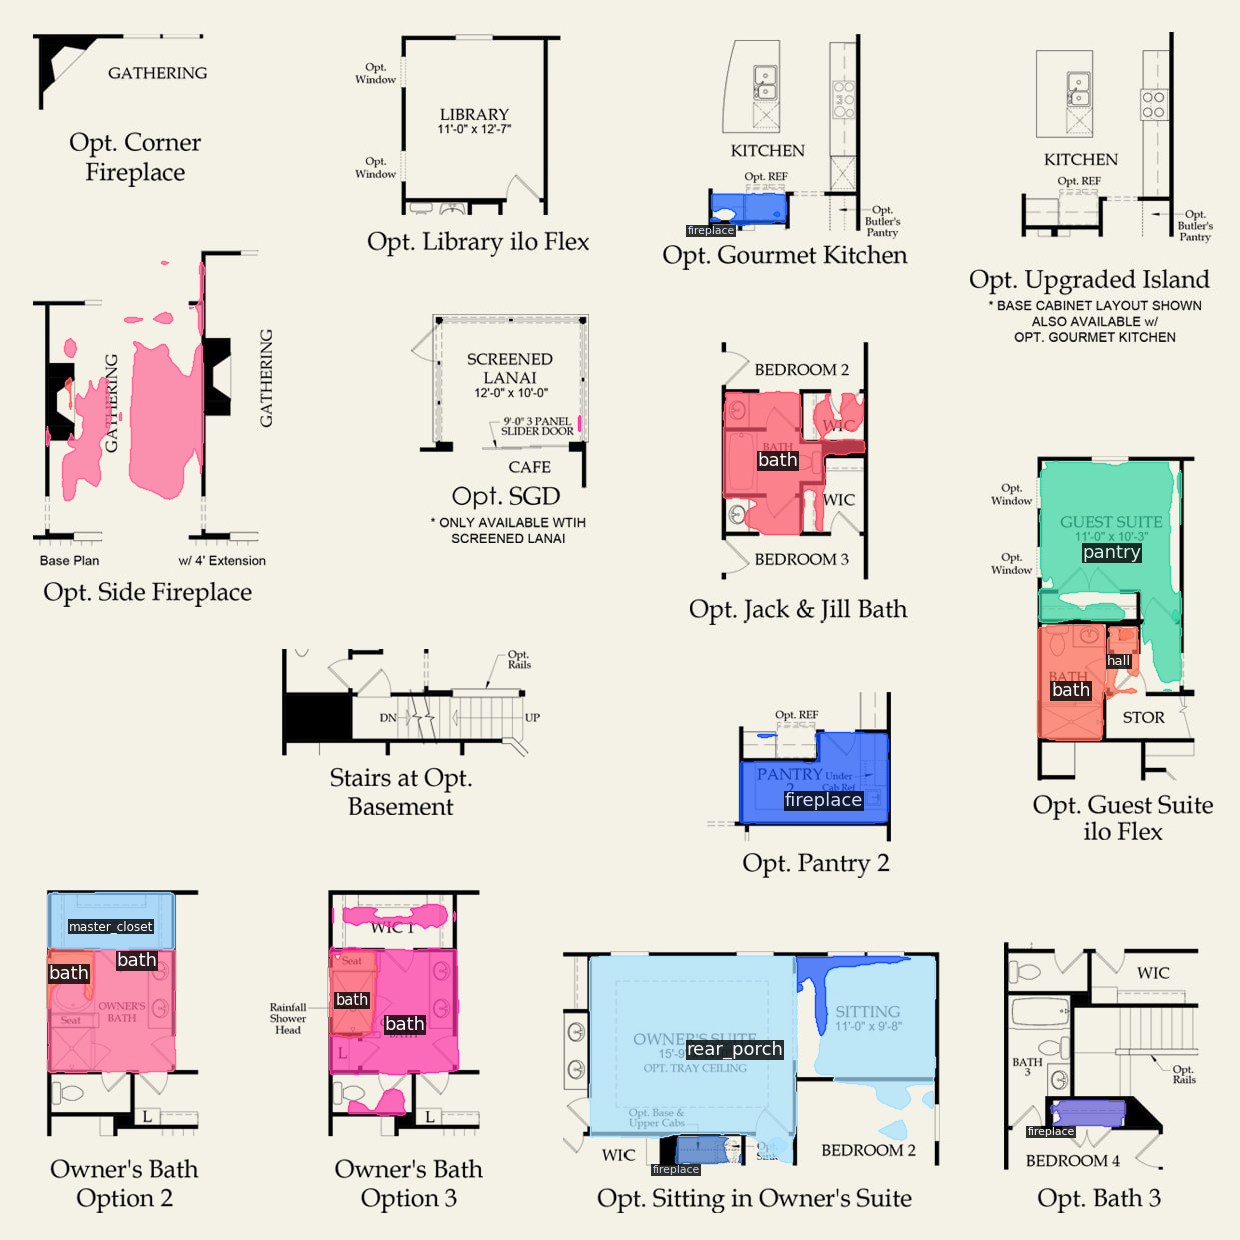 GATHERING
Opt. Corner
Fireplace
Opt.
Window
LIBRARY
11'-0" x 12'-7"
Opt.
Window
Opt. Library ilo Flex
KITCHEN
Opt. REF
fireplace
Opt.
Butler's
Pantry
Opt. Gourmet Kitchen
KITCHEN
Opt. REF
Opt.
Butler's
Pantry
Opt. Upgraded Island
* BASE CABINET LAYOUT SHOWN
ALSO AVAILABLE w/
OPT. GOURMET KITCHEN
GATHERING
GATHERING
Base Plan
w/ 4' Extension
Opt. Side Fireplace
SCREENED
LANAI
12'-0" x 10'-0"
9'-0" 3 PANEL
SLIDER DOOR
CAFE
Opt. SGD
* ONLY AVAILABLE WTIH
SCREENED LANAI
BEDROOM 2
WIC
BATH
bath
WIC
BEDROOM 3
Opt. Jack & Jill Bath
Opt.
Window
GUEST SUITE
11'-0" x 10'-3"
pantry
Opt.
Window
hall
BATH
bath
STOR
Opt. Guest Suite
ilo Flex
Opt.
Rails
DN
UP
Stairs at Opt.
Basement
Opt. REF
PANTRY
2
Under
Cab Ref
fireplace
Opt. Pantry 2
master_closet
bath
bath
OWNER'S
BATH
Seat
L
Owner's Bath
Option 2
WIC 1
Seat
bath
Rainfall
Shower
Head
bath
L
L
Owner's Bath
Option 3
OWNER'S SUITE
15'-9"
rear_porch
OPT. TRAY CEILING
SITTING
11'-0" x 9'-8"
Opt. Base &
Upper Cabs
WIC
fireplace
Opt.
Sink
BEDROOM 2
Opt. Sitting in Owner's Suite
WIC
BATH
3
Opt.
Rails
fireplace
BEDROOM 4
Opt. Bath 3